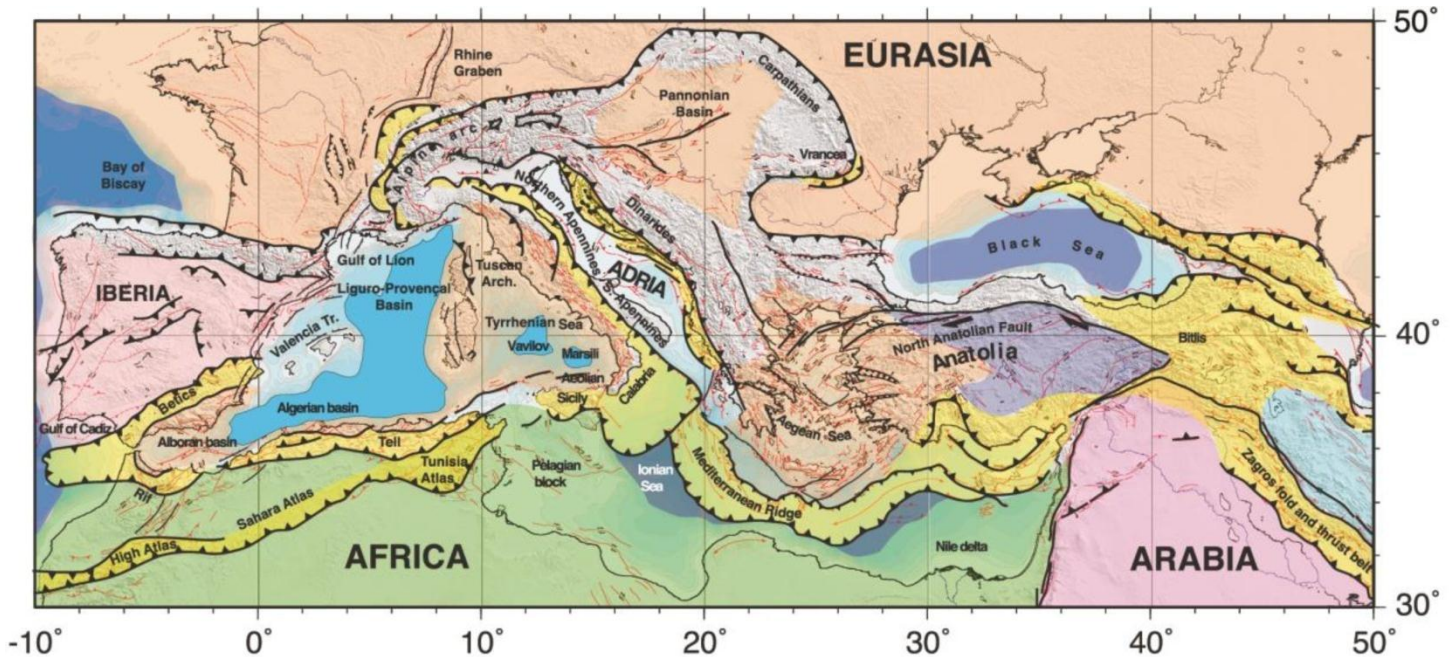 50°
EURASIA
Rhine
Graben
Carpathians
Pannonian
Basin
Alpine arc
Vrancea
Bay of
Biscay
Northern Apennines
Dinarides
Black Sea
Gulf of Lion
Tuscan
Arch.
ADRIA
IBERIA
Liguro-Provençal
Basin
S. Apennines
Valencia Tr.
Tyrrhenian Sea
North Anatolian Fault
40°
Vavilov
Marsili
Anatolia
Bitlis
Aeolian
Betics
Sicily
Calabria
Algerian basin
Gulf of Cadiz
Alboran basin
Tell
Aegean Sea
Tunisia
Atlas
Pelagian
block
Ionian
Sea
Mediterranean Ridge
Zagros fold and thrust belt
Rif
Sahara Atlas
High Atlas
AFRICA
Nile delta
ARABIA
30°
-10°
0°
10°
20°
30°
40°
50°